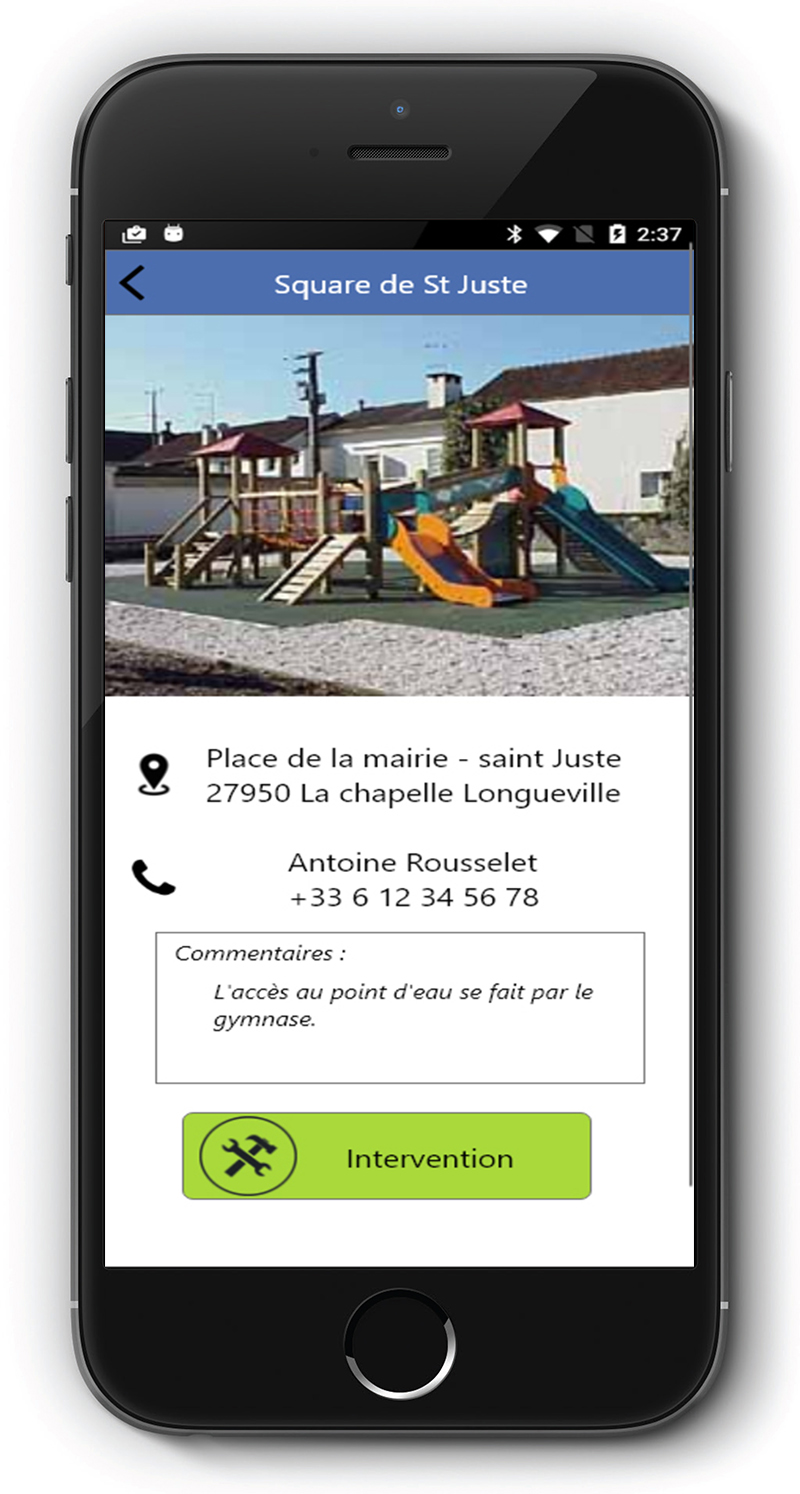 2:37
Square de St Juste
Place de la mairie - saint Juste
27950 La chapelle Longueville
Antoine Rousselet
+33 6 12 34 56 78
Commentaires :
L'accès au point d'eau se fait par le
gymnase.
Intervention